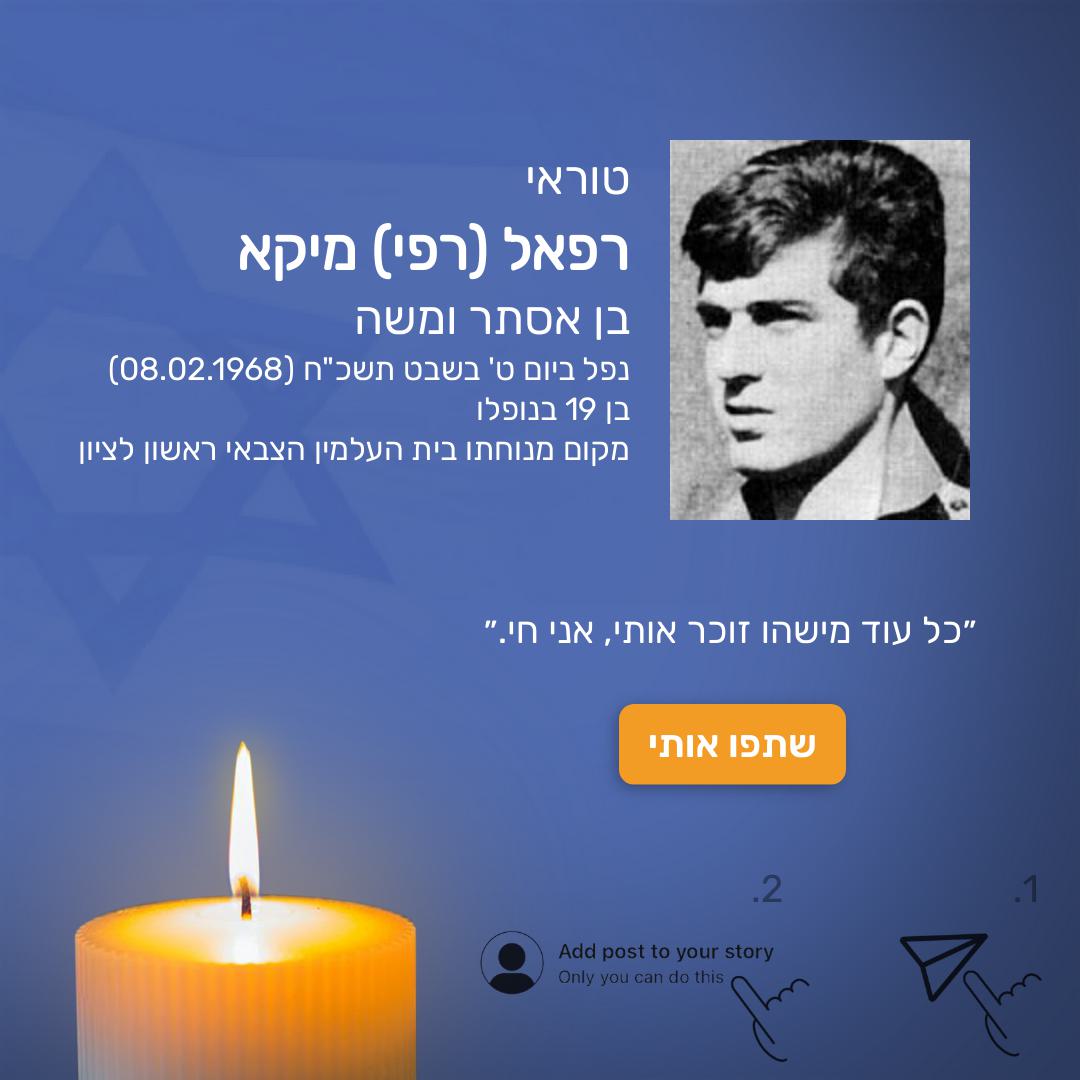 טוראי
רפאל (רפי) מיקא
בן אסתר ומשה
נפל ביום ט' בשבט תשכ"ח (08.02.1968)
בן 19 בנופלו
מקום מנוחתו בית העלמין הצבאי ראשון לציון
״כל עוד מישהו זוכר אותי, אני חי.״
שתפו אותי
.1
.2
Add post to your story
Only you can do this